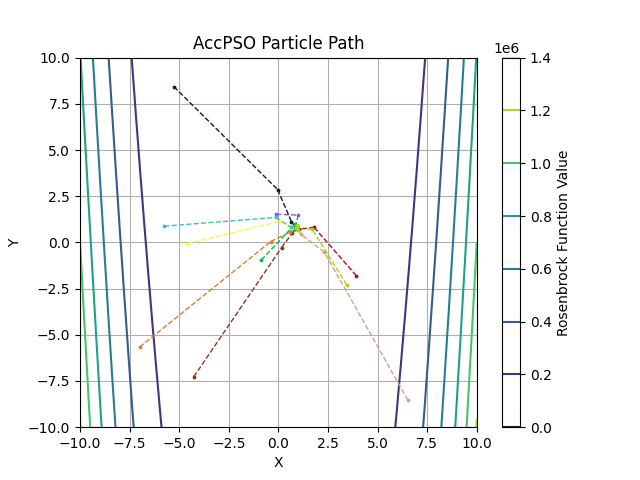 AccPSO Particle Path
1e6
10.0
7.5
5.0
2.5
0.0
−2.5
−5.0
−7.5
−10.0
Y
−10.0 −7.5 −5.0 −2.5 0.0 2.5 5.0 7.5 10.0
X
1.4
1.2
1.0
0.8
0.6
0.4
0.2
0.0
Rosenbrock Function Value